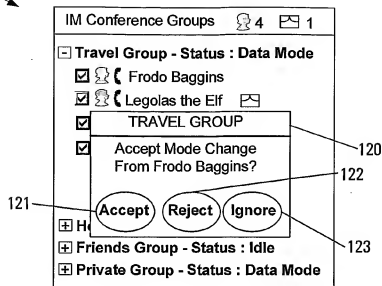 IM Conference Groups 4 1
Travel Group - Status : Data Mode
Frodo Baggins
Legolas the Elf
TRAVEL GROUP
120
Accept Mode Change
From Frodo Baggins?
122
121
Accept Reject Ignore
123
Friends Group - Status : Idle
Private Group - Status : Data Mode